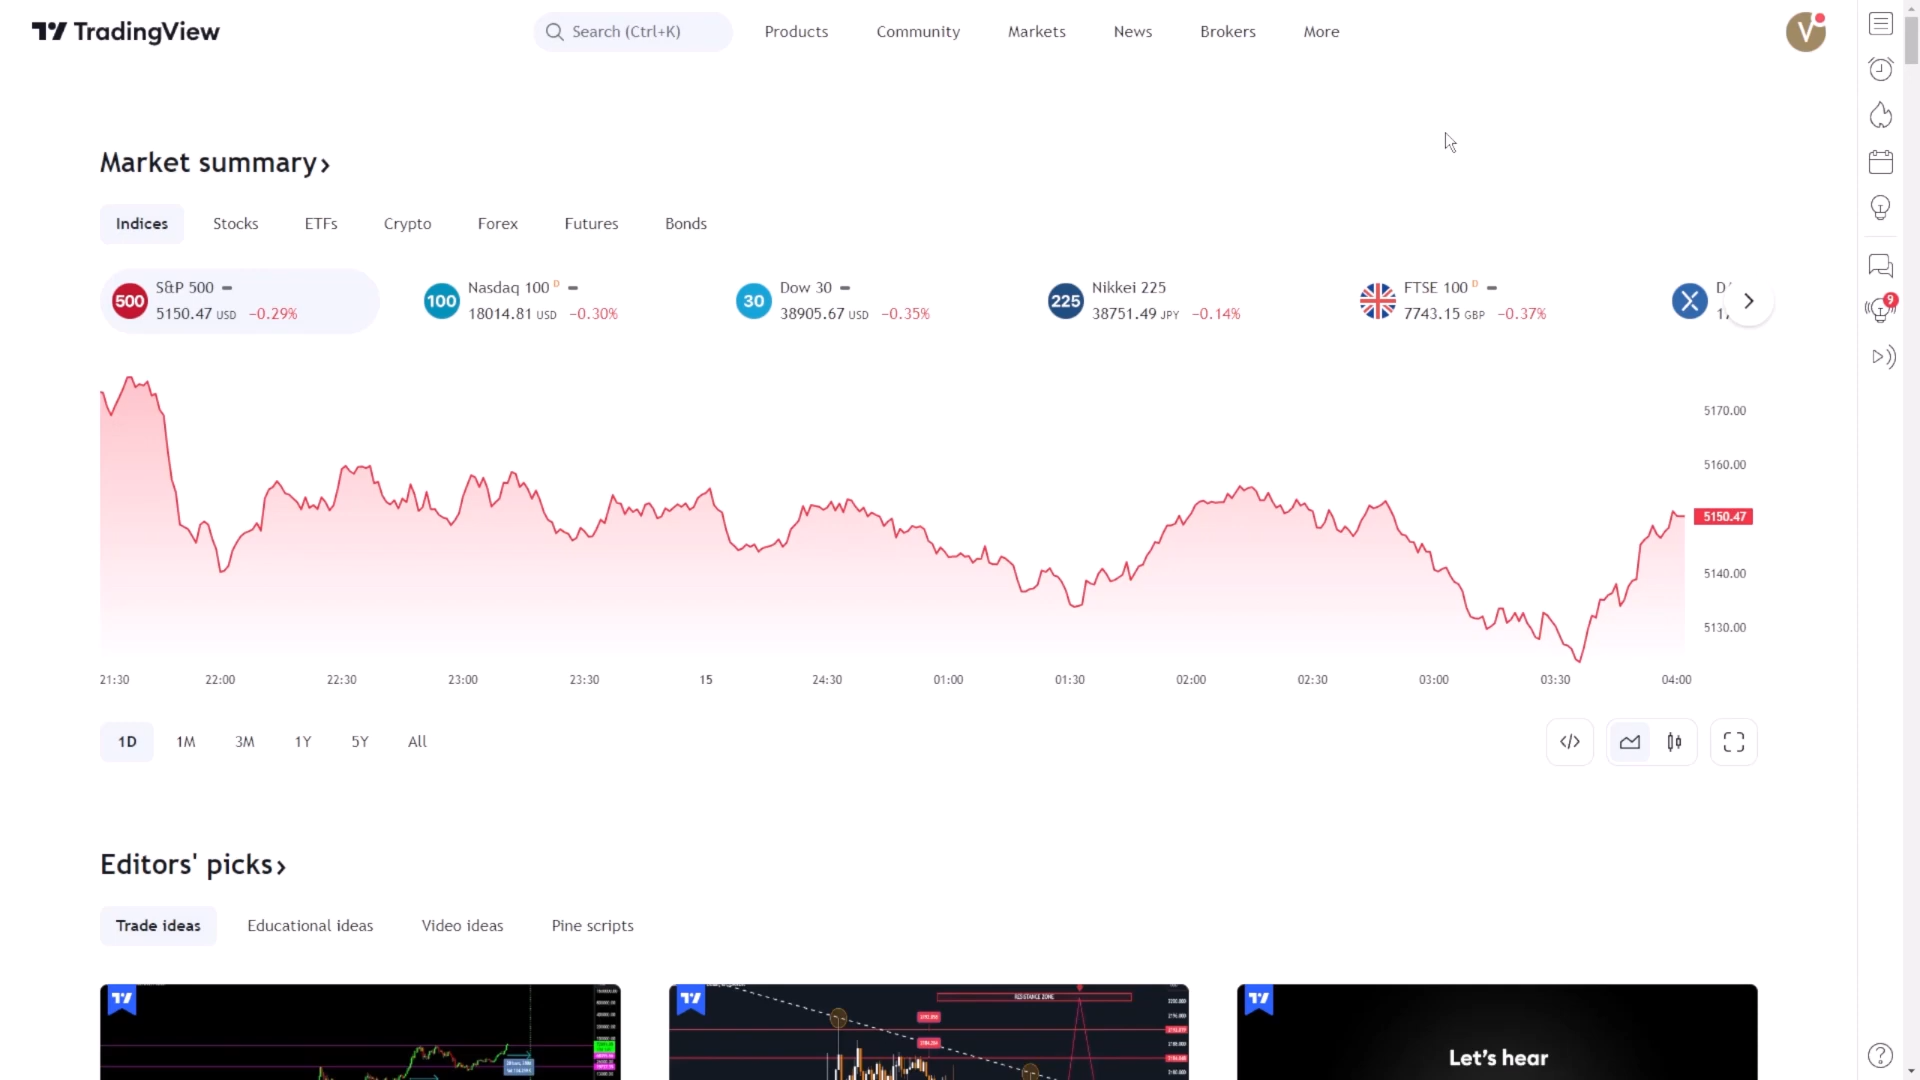 TradingView
Search (Ctrl+K)
Products
Community
Markets
News
Brokers
More
V
Market summary
Indices
Stocks
ETFs
Crypto
Forex
Futures
Bonds
500
S&P 500
5150.47 USD −0.29%
100
Nasdaq 100 D
18014.81 USD −0.30%
30
Dow 30
38905.67 USD −0.35%
225
Nikkei 225
38751.49 JPY −0.14%
FTSE 100 D
7743.15 GBP −0.37%
9
5170.00
5160.00
5150.47
5140.00
5130.00
21:30
22:00
22:30
23:00
23:30
15
24:30
01:00
01:30
02:00
02:30
03:00
03:30
04:00
1D
1M
3M
1Y
5Y
All
Editors' picks
Trade ideas
Educational ideas
Video ideas
Pine scripts
RESISTANCE ZONE
Let's hear